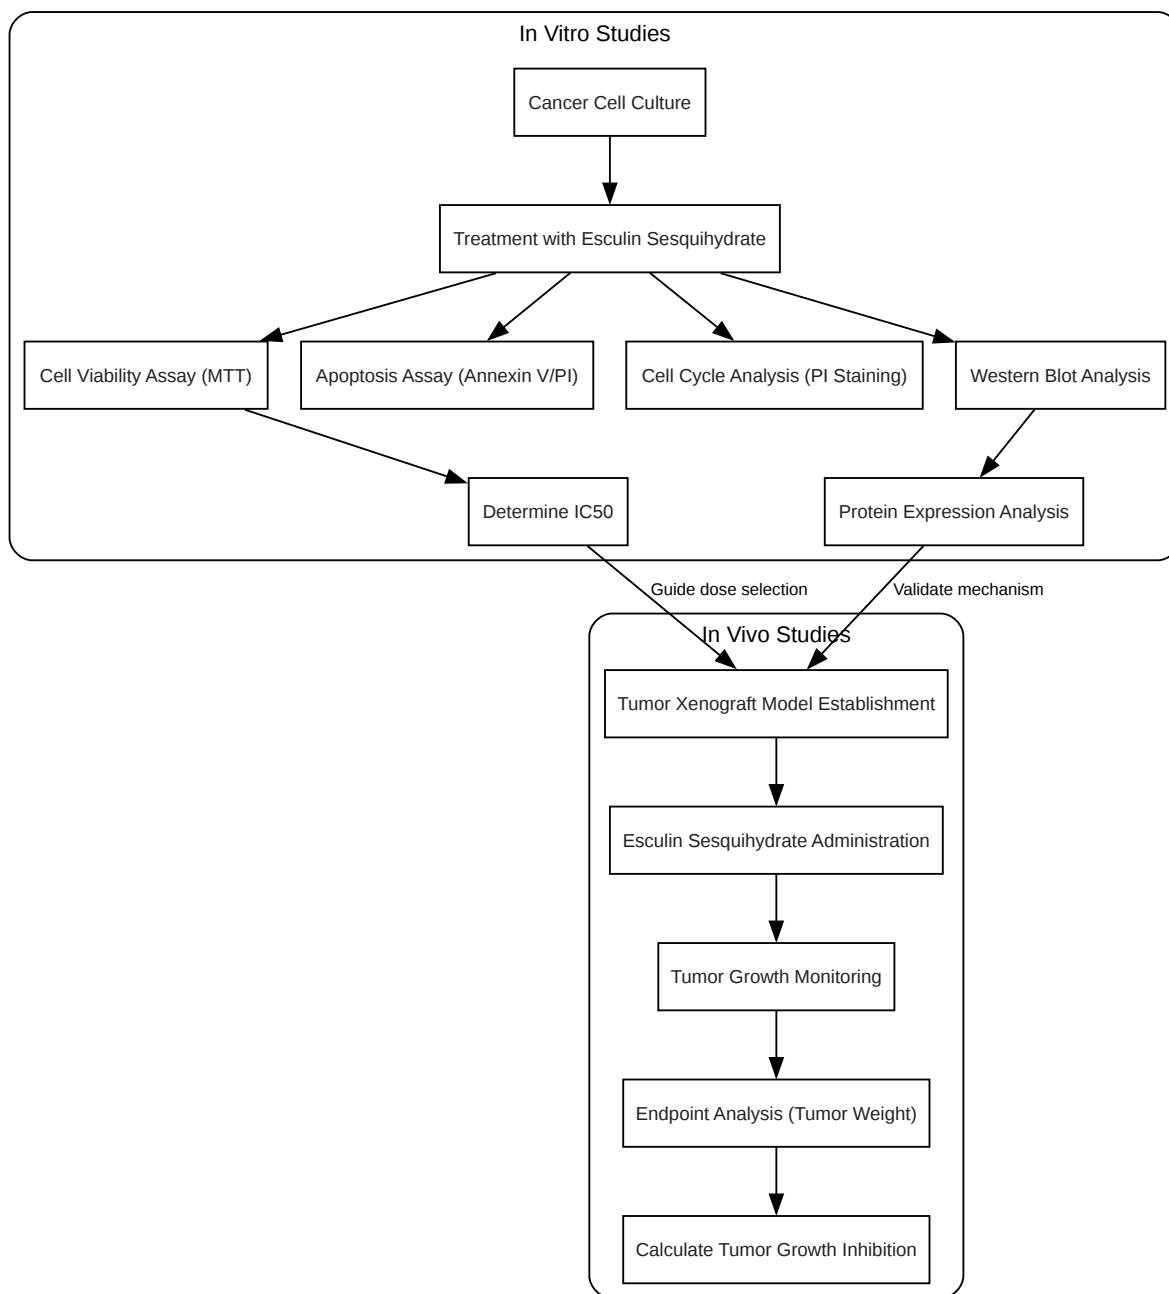 In Vitro Studies
Cancer Cell Culture
Treatment with Esculin Sesquihydrate
Cell Viability Assay (MTT)
Apoptosis Assay (Annexin V/PI)
Cell Cycle Analysis (PI Staining)
Western Blot Analysis
Determine IC50
Protein Expression Analysis
Guide dose selection
Validate mechanism
In Vivo Studies
Tumor Xenograft Model Establishment
Esculin Sesquihydrate Administration
Tumor Growth Monitoring
Endpoint Analysis (Tumor Weight)
Calculate Tumor Growth Inhibition